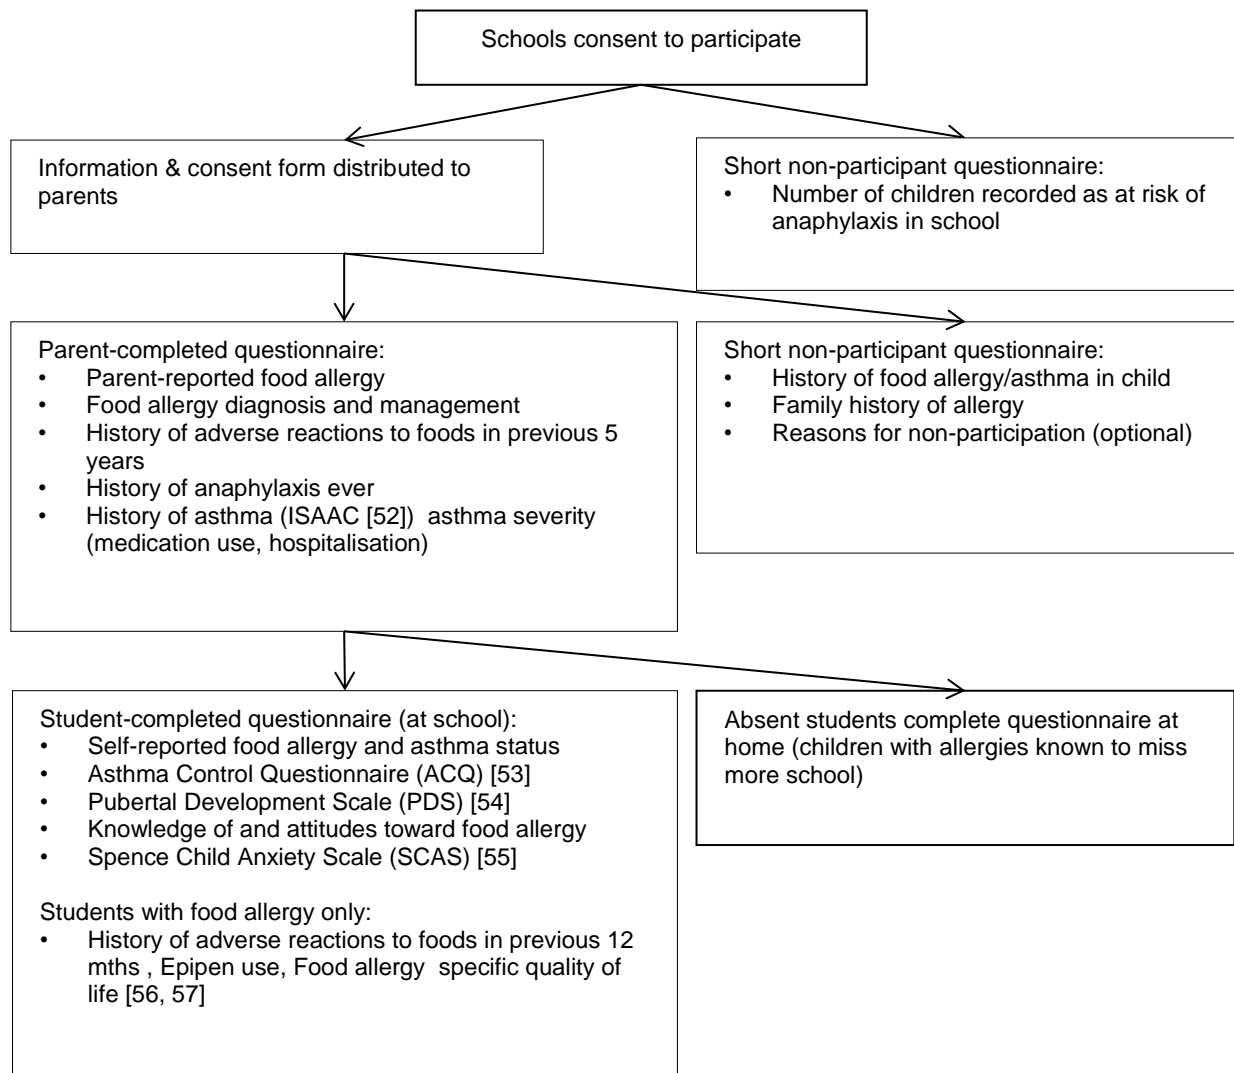 Schools consent to participate
Information & consent form distributed to
parents
Short non-participant questionnaire:
• Number of children recorded as at risk of
anaphylaxis in school
Parent-completed questionnaire:
• Parent-reported food allergy
• Food allergy diagnosis and management
• History of adverse reactions to foods in previous 5
years
• History of anaphylaxis ever
• History of asthma (ISAAC [52])  asthma severity
(medication use, hospitalisation)
Short non-participant questionnaire:
• History of food allergy/asthma in child
• Family history of allergy
• Reasons for non-participation (optional)
Student-completed questionnaire (at school):
• Self-reported food allergy and asthma status
• Asthma Control Questionnaire (ACQ) [53]
• Pubertal Development Scale (PDS) [54]
• Knowledge of and attitudes toward food allergy
• Spence Child Anxiety Scale (SCAS) [55]
Students with food allergy only:
• History of adverse reactions to foods in previous 12
mths , Epipen use, Food allergy  specific quality of
life [56, 57]
Absent students complete questionnaire at
home (children with allergies known to miss
more school)